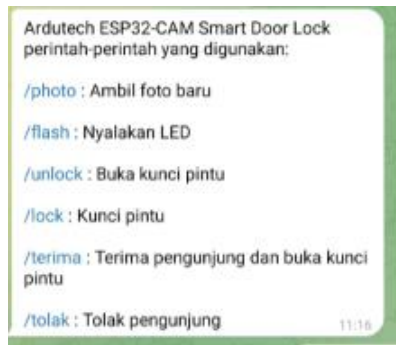 Ardutech ESP32-CAM Smart Door Lock
perintah-perintah yang digunakan:
/photo : Ambil foto baru
/flash : Nyalakan LED
/unlock : Buka kunci pintu
/lock : Kunci pintu
/terima : Terima pengunjung dan buka kunci
pintu
/tolak : Tolak pengunjung
11:16